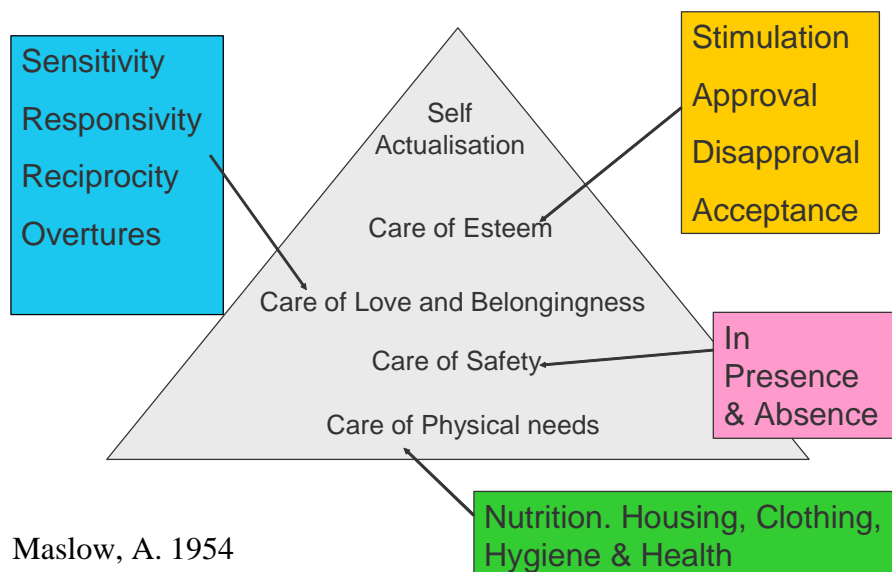 Sensitivity
Responsivity
Reciprocity
Overtures
Stimulation
Approval
Disapproval
Acceptance
Self
Actualisation
Care of Esteem
Care of Love and Belongingness
Care of Safety
In
Presence
& Absence
Care of Physical needs
Nutrition. Housing, Clothing,
Hygiene & Health
Maslow, A. 1954